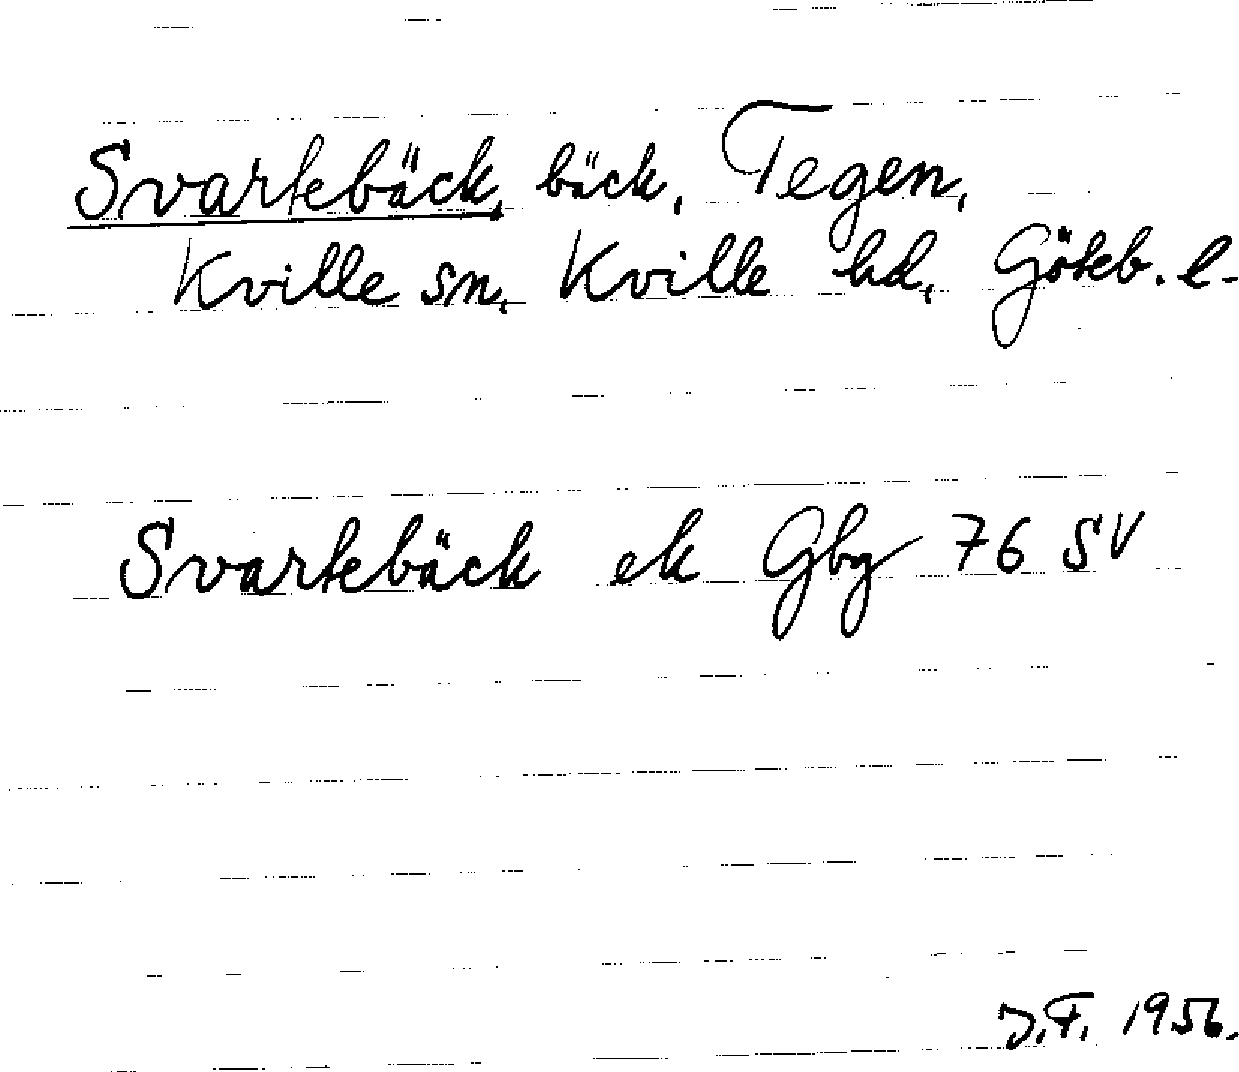 Svartebäck, bäck, Tegen,
Kville sn, Kville hd, Göteb. l.
Svartebäck ek Gbg 76 SV
J.F. 1956.